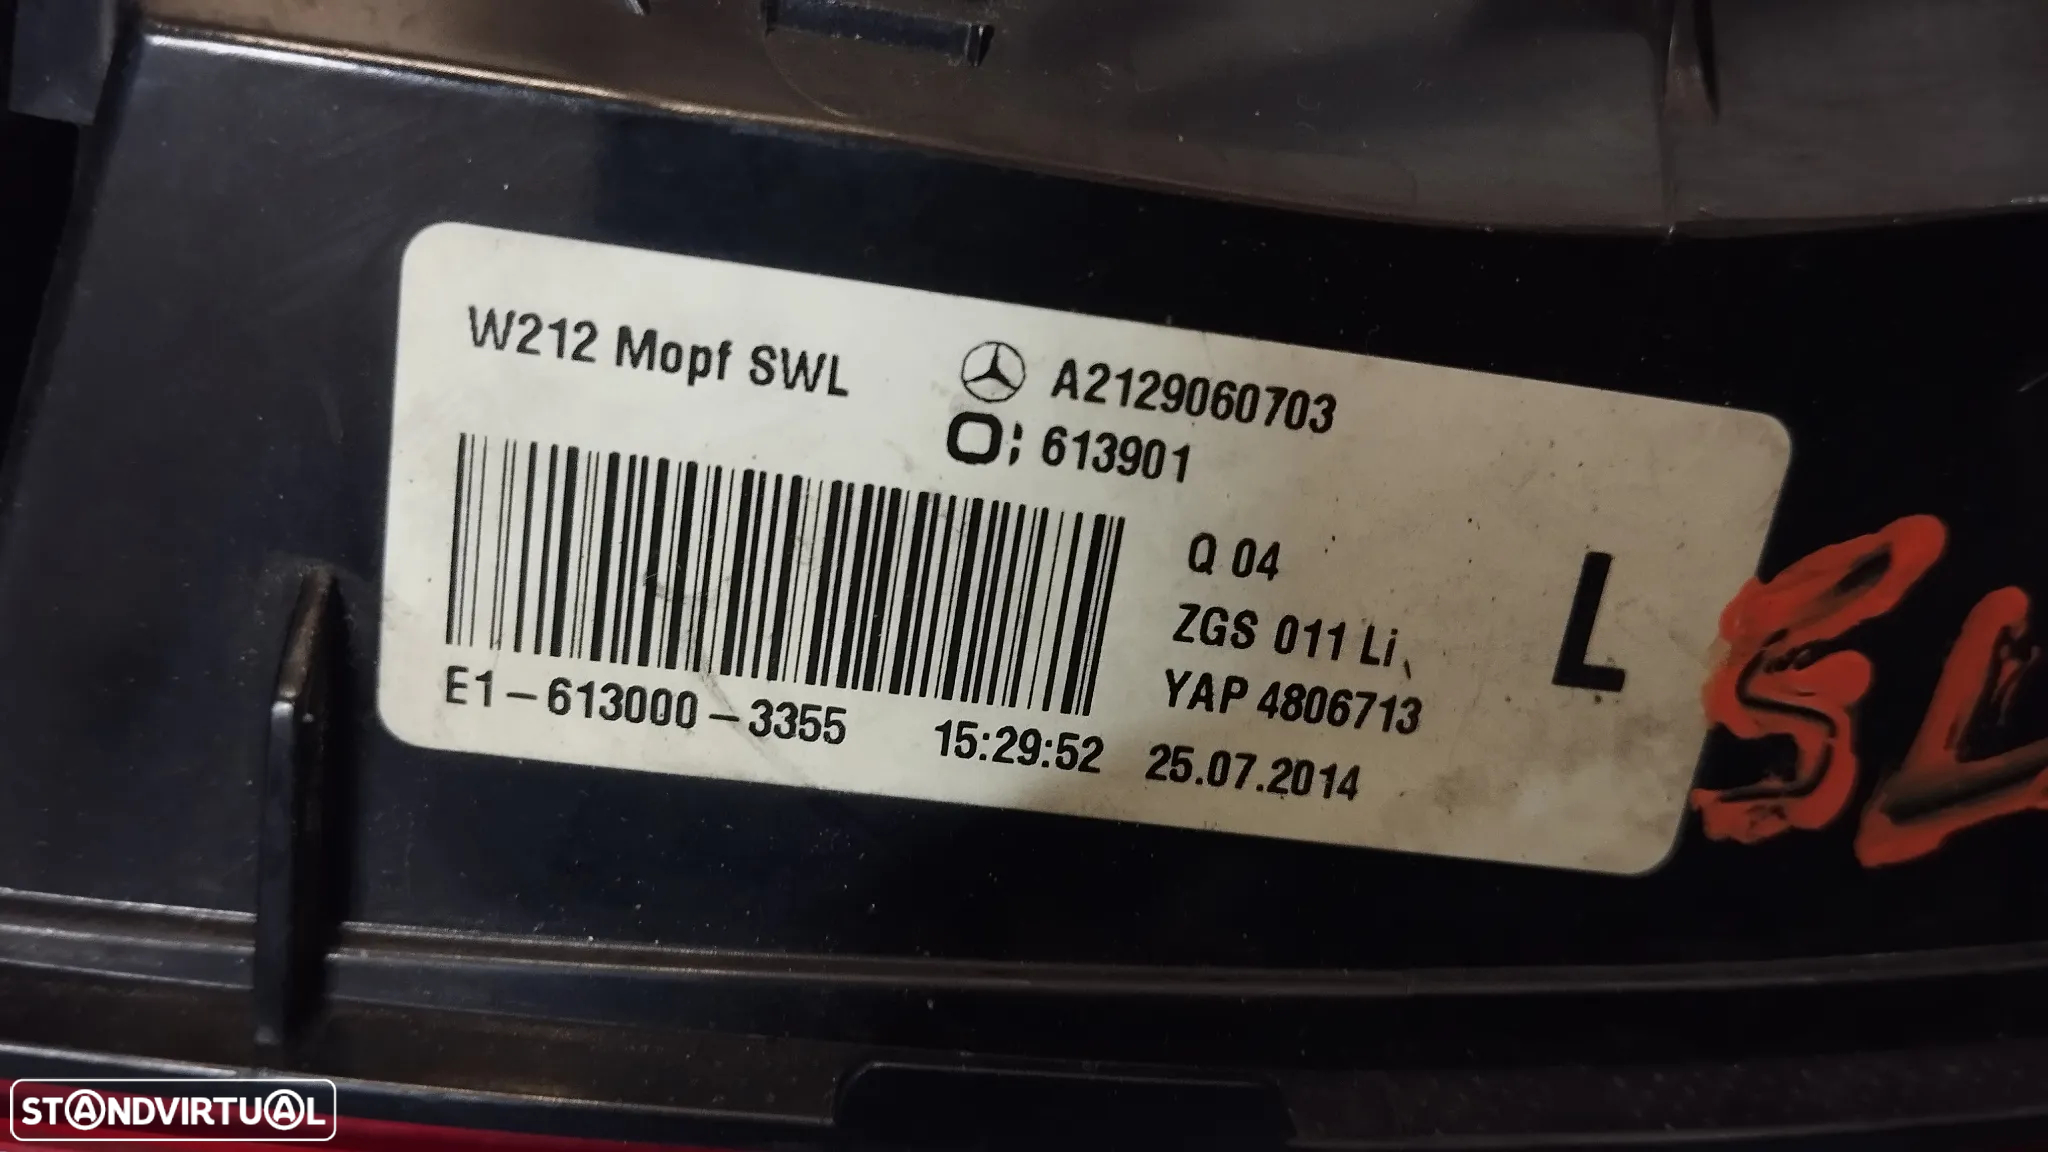 W212 Mopf SWL
A2129060703
O; 613901
Q 04
ZGS 011 Li
YAP 4806713
L
E1-613000-3355 15:29:52 25.07.2014
SL
STANDVIRTUAL